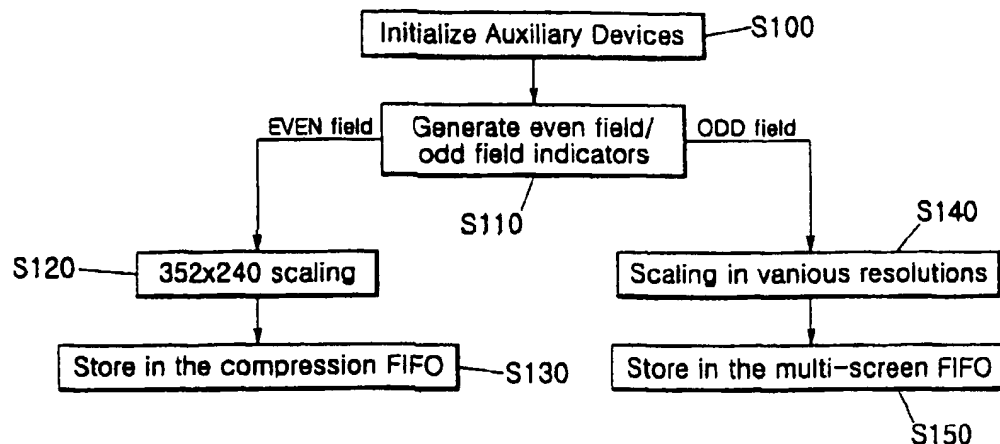 Initialize Auxiliary Devices
S100
EVEN field
Generate even field/
odd field indicators
ODD field
S110
S120
352x240 scaling
S140
Scaling in vanious resolutions
Store in the compression FIFO
S130
Store in the multi-screen FIFO
S150